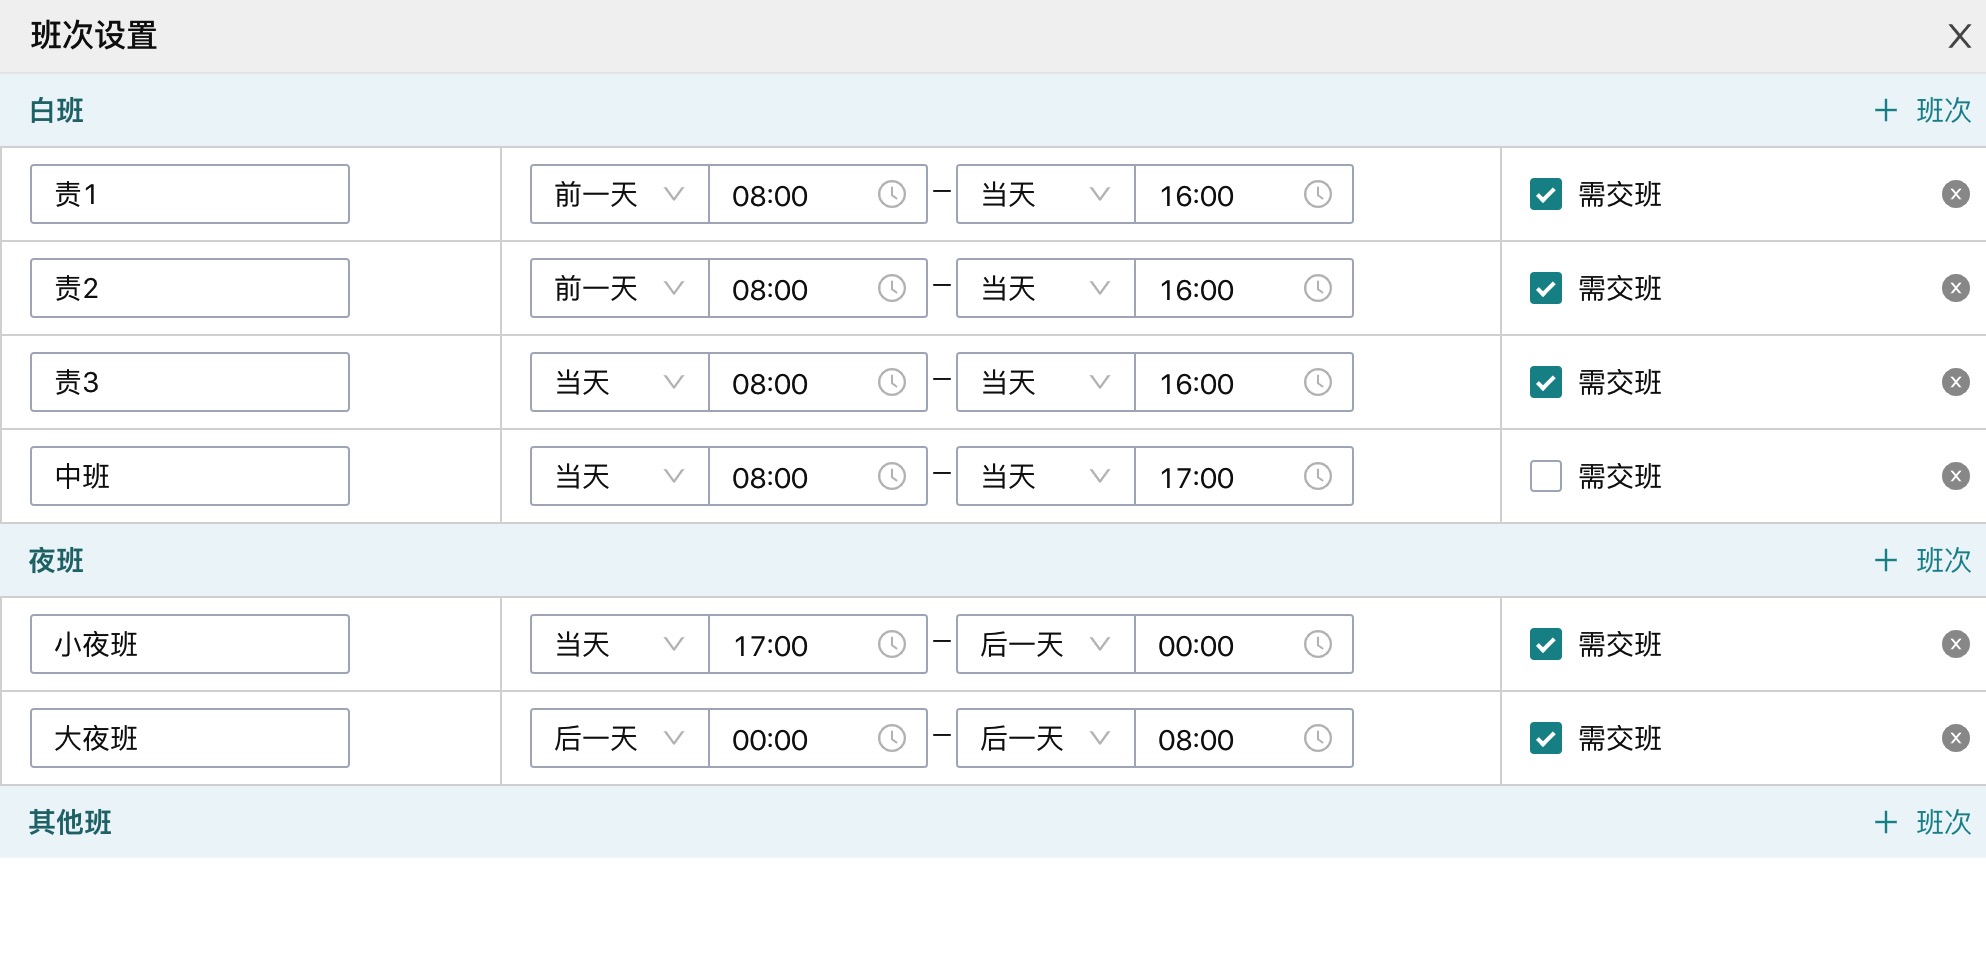 班次设置
白班 + 班次
责1 前一天 08:00 – 当天 16:00 需交班
责2 前一天 08:00 – 当天 16:00 需交班
责3 当天 08:00 – 当天 16:00 需交班
中班 当天 08:00 – 当天 17:00 需交班
夜班 + 班次
小夜班 当天 17:00 – 后一天 00:00 需交班
大夜班 后一天 00:00 – 后一天 08:00 需交班
其他班 + 班次